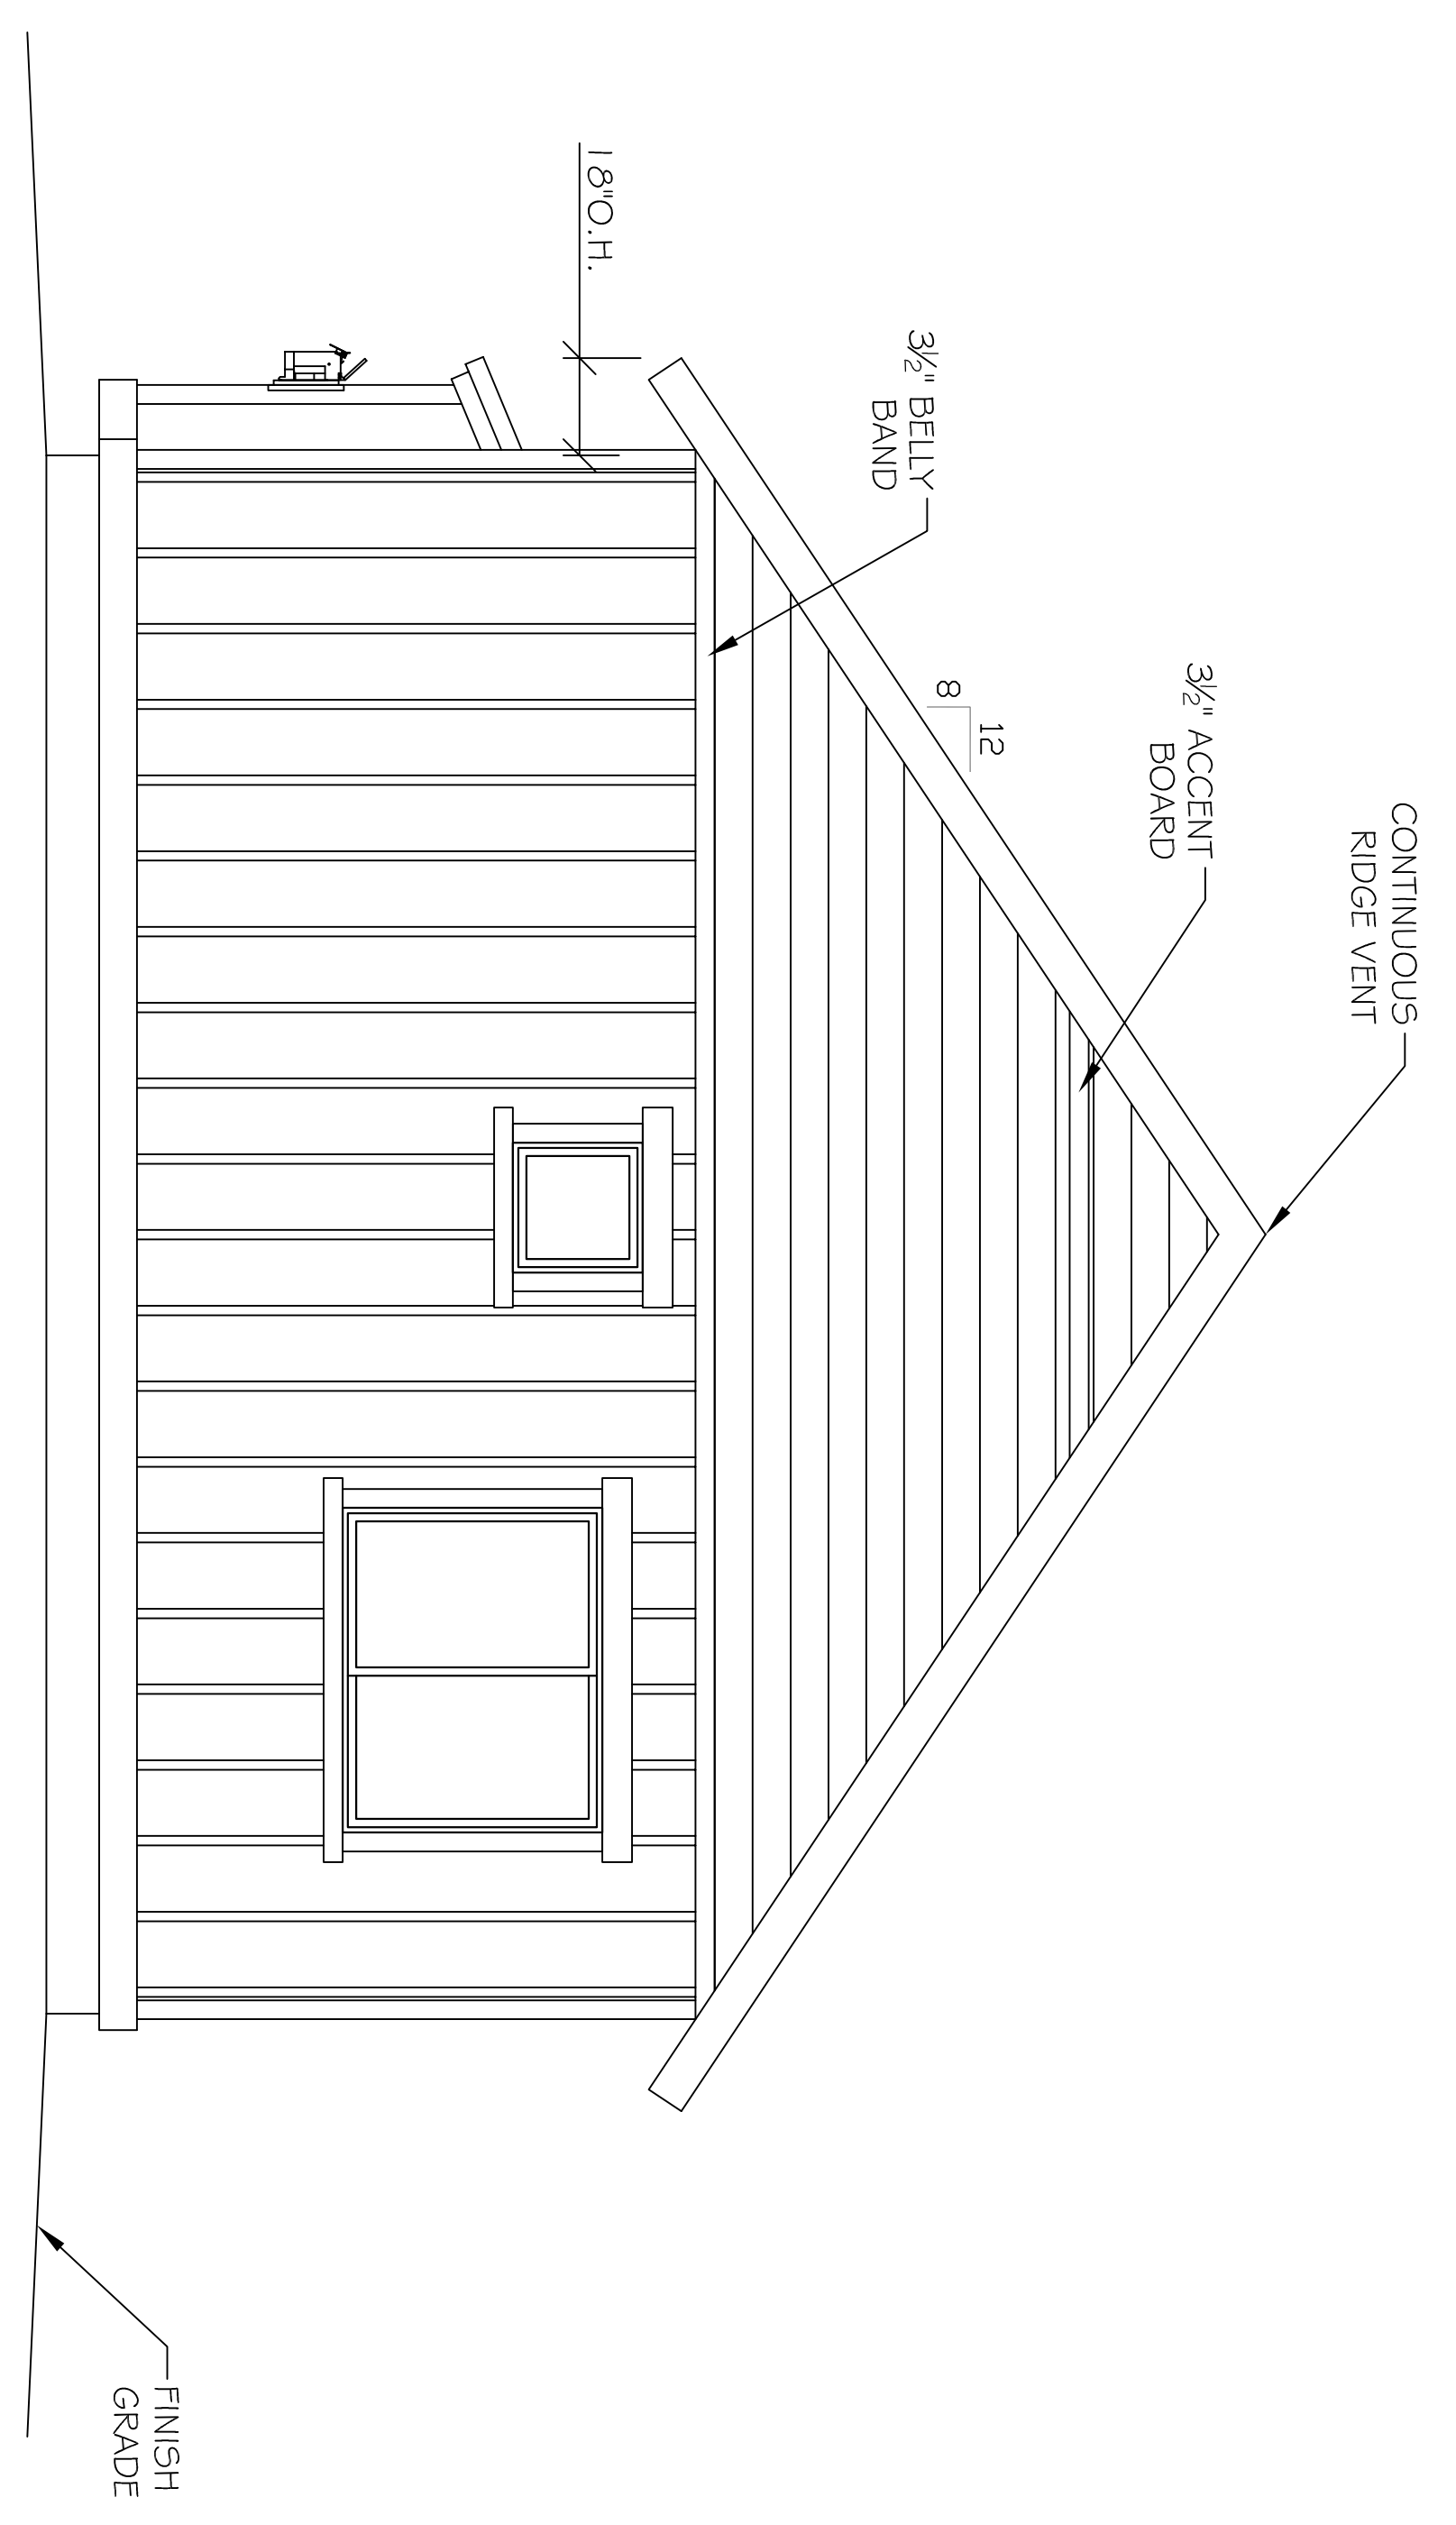 CONTINUOUS
RIDGE VENT
3½" ACCENT
BOARD
12
8
3½" BELLY
BAND
18"O.H.
FINISH
GRADE